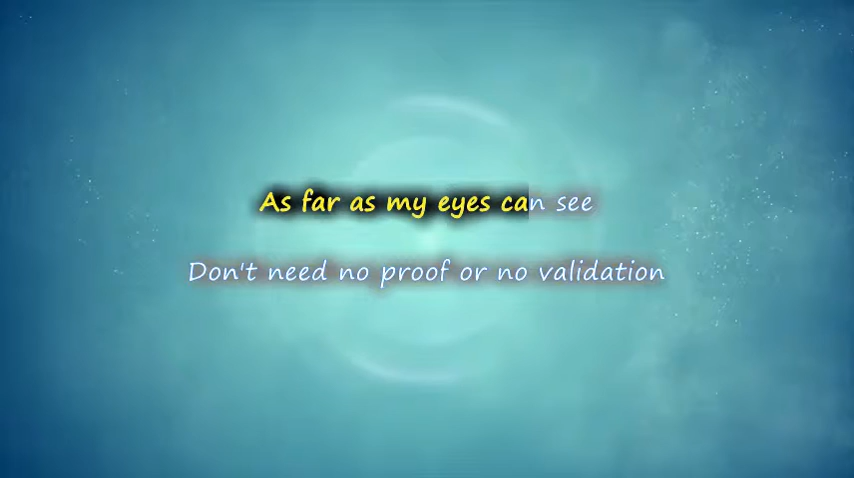 As far as my eyes can see
Don't need no proof or no validation